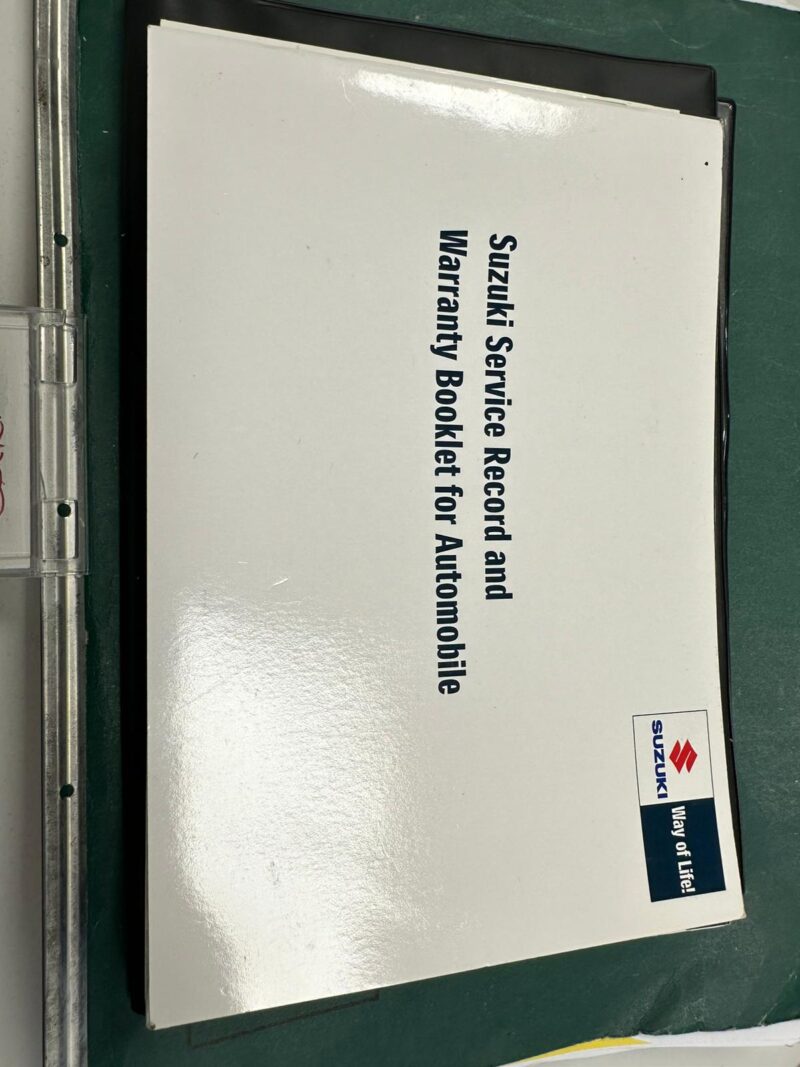 Suzuki Service Record and
Warranty Booklet for Automobile
SUZUKI
Way of Life!